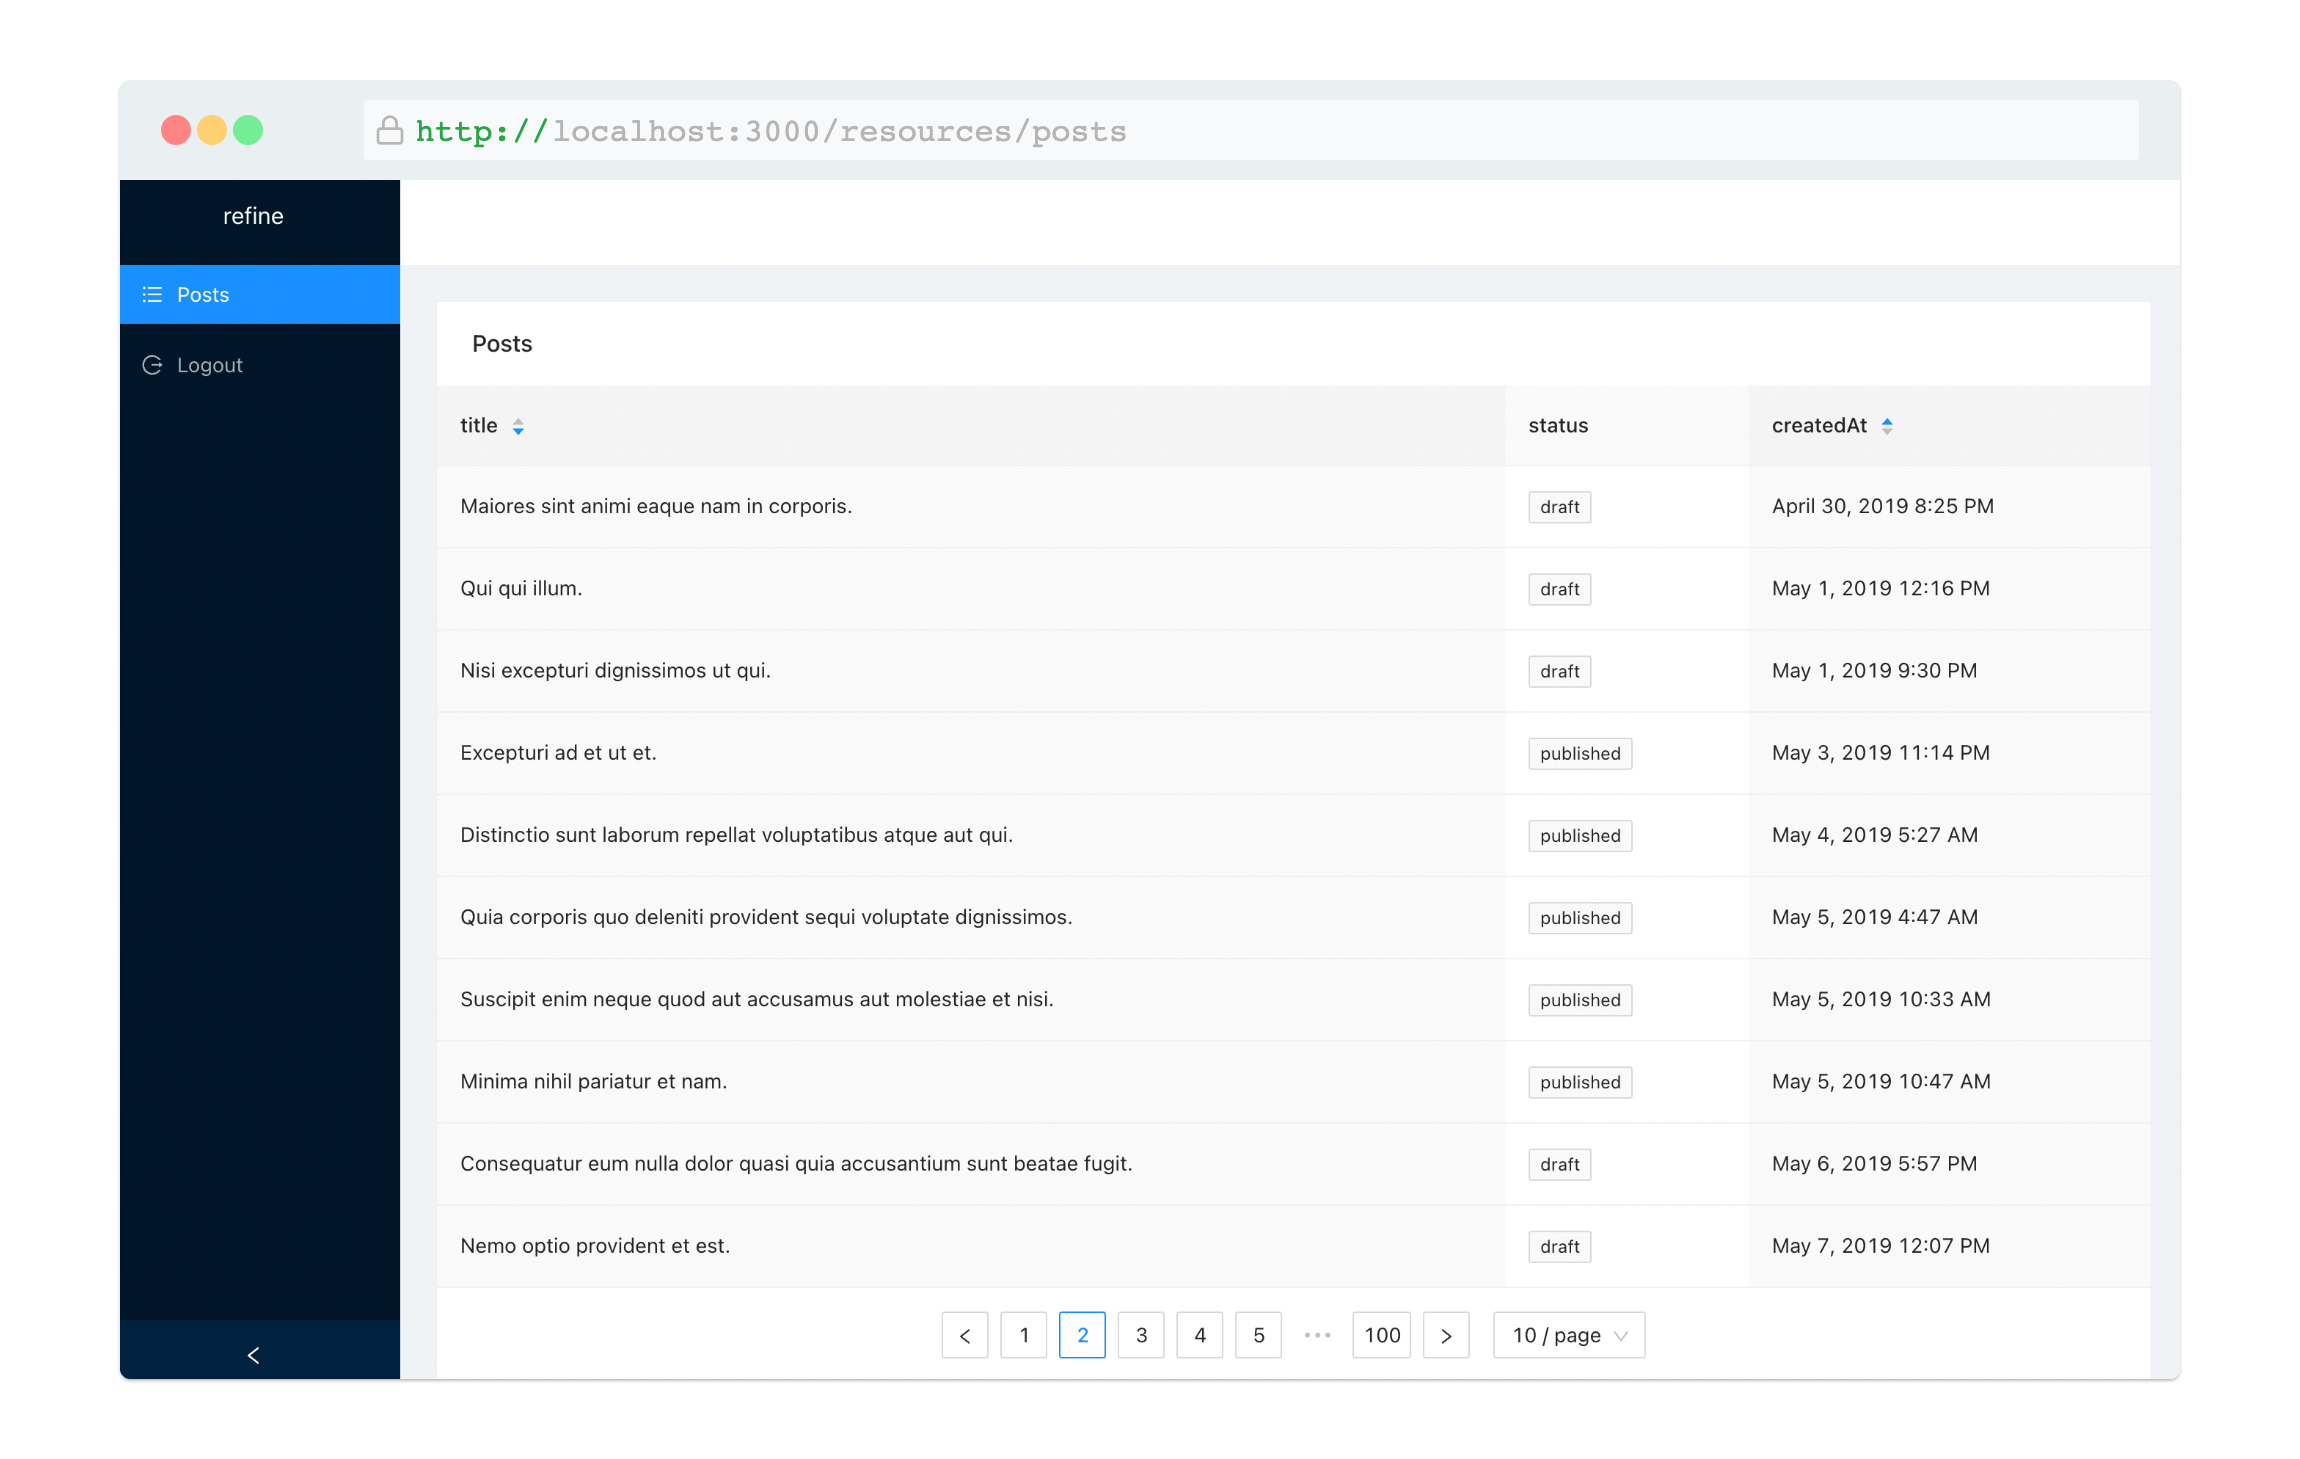 http://localhost:3000/resources/posts
refine
Posts
Logout
Posts
title status createdAt
Maiores sint animi eaque nam in corporis. draft April 30, 2019 8:25 PM
Qui qui illum. draft May 1, 2019 12:16 PM
Nisi excepturi dignissimos ut qui. draft May 1, 2019 9:30 PM
Excepturi ad et ut et. published May 3, 2019 11:14 PM
Distinctio sunt laborum repellat voluptatibus atque aut qui. published May 4, 2019 5:27 AM
Quia corporis quo deleniti provident sequi voluptate dignissimos. published May 5, 2019 4:47 AM
Suscipit enim neque quod aut accusamus aut molestiae et nisi. published May 5, 2019 10:33 AM
Minima nihil pariatur et nam. published May 5, 2019 10:47 AM
Consequatur eum nulla dolor quasi quia accusantium sunt beatae fugit. draft May 6, 2019 5:57 PM
Nemo optio provident et est. draft May 7, 2019 12:07 PM
< 1 2 3 4 5 ••• 100 > 10 / page